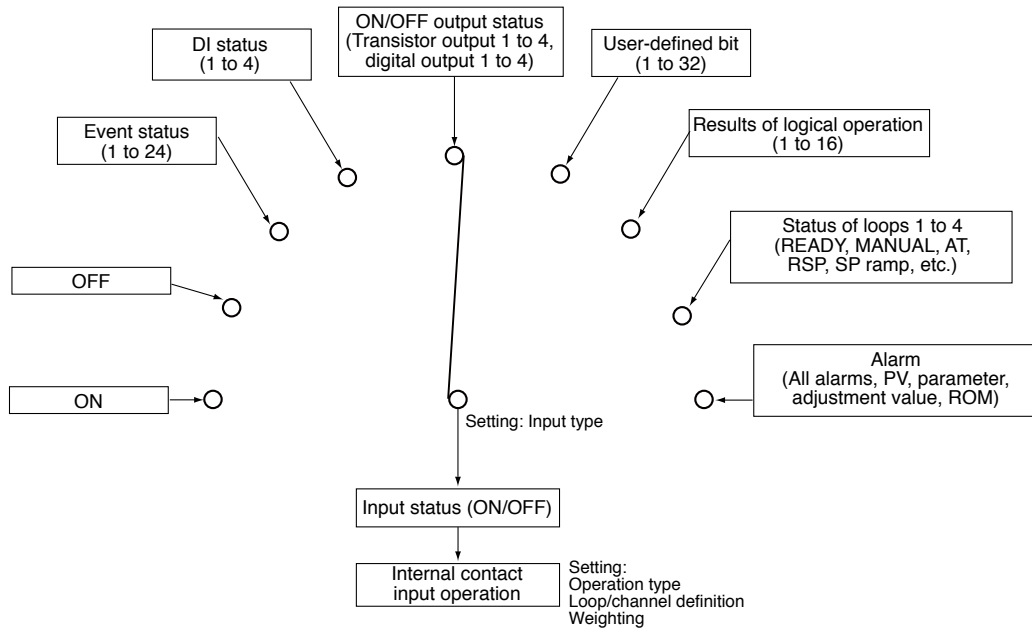 ON/OFF output status
(Transistor output 1 to 4,
digital output 1 to 4)
DI status
(1 to 4)
User-defined bit
(1 to 32)
Event status
(1 to 24)
Results of logical operation
(1 to 16)
Status of loops 1 to 4
(READY, MANUAL, AT,
RSP, SP ramp, etc.)
OFF
Alarm
(All alarms, PV, parameter,
adjustment value, ROM)
ON
Setting: Input type
Input status (ON/OFF)
Internal contact
input operation
Setting:
Operation type
Loop/channel definition
Weighting